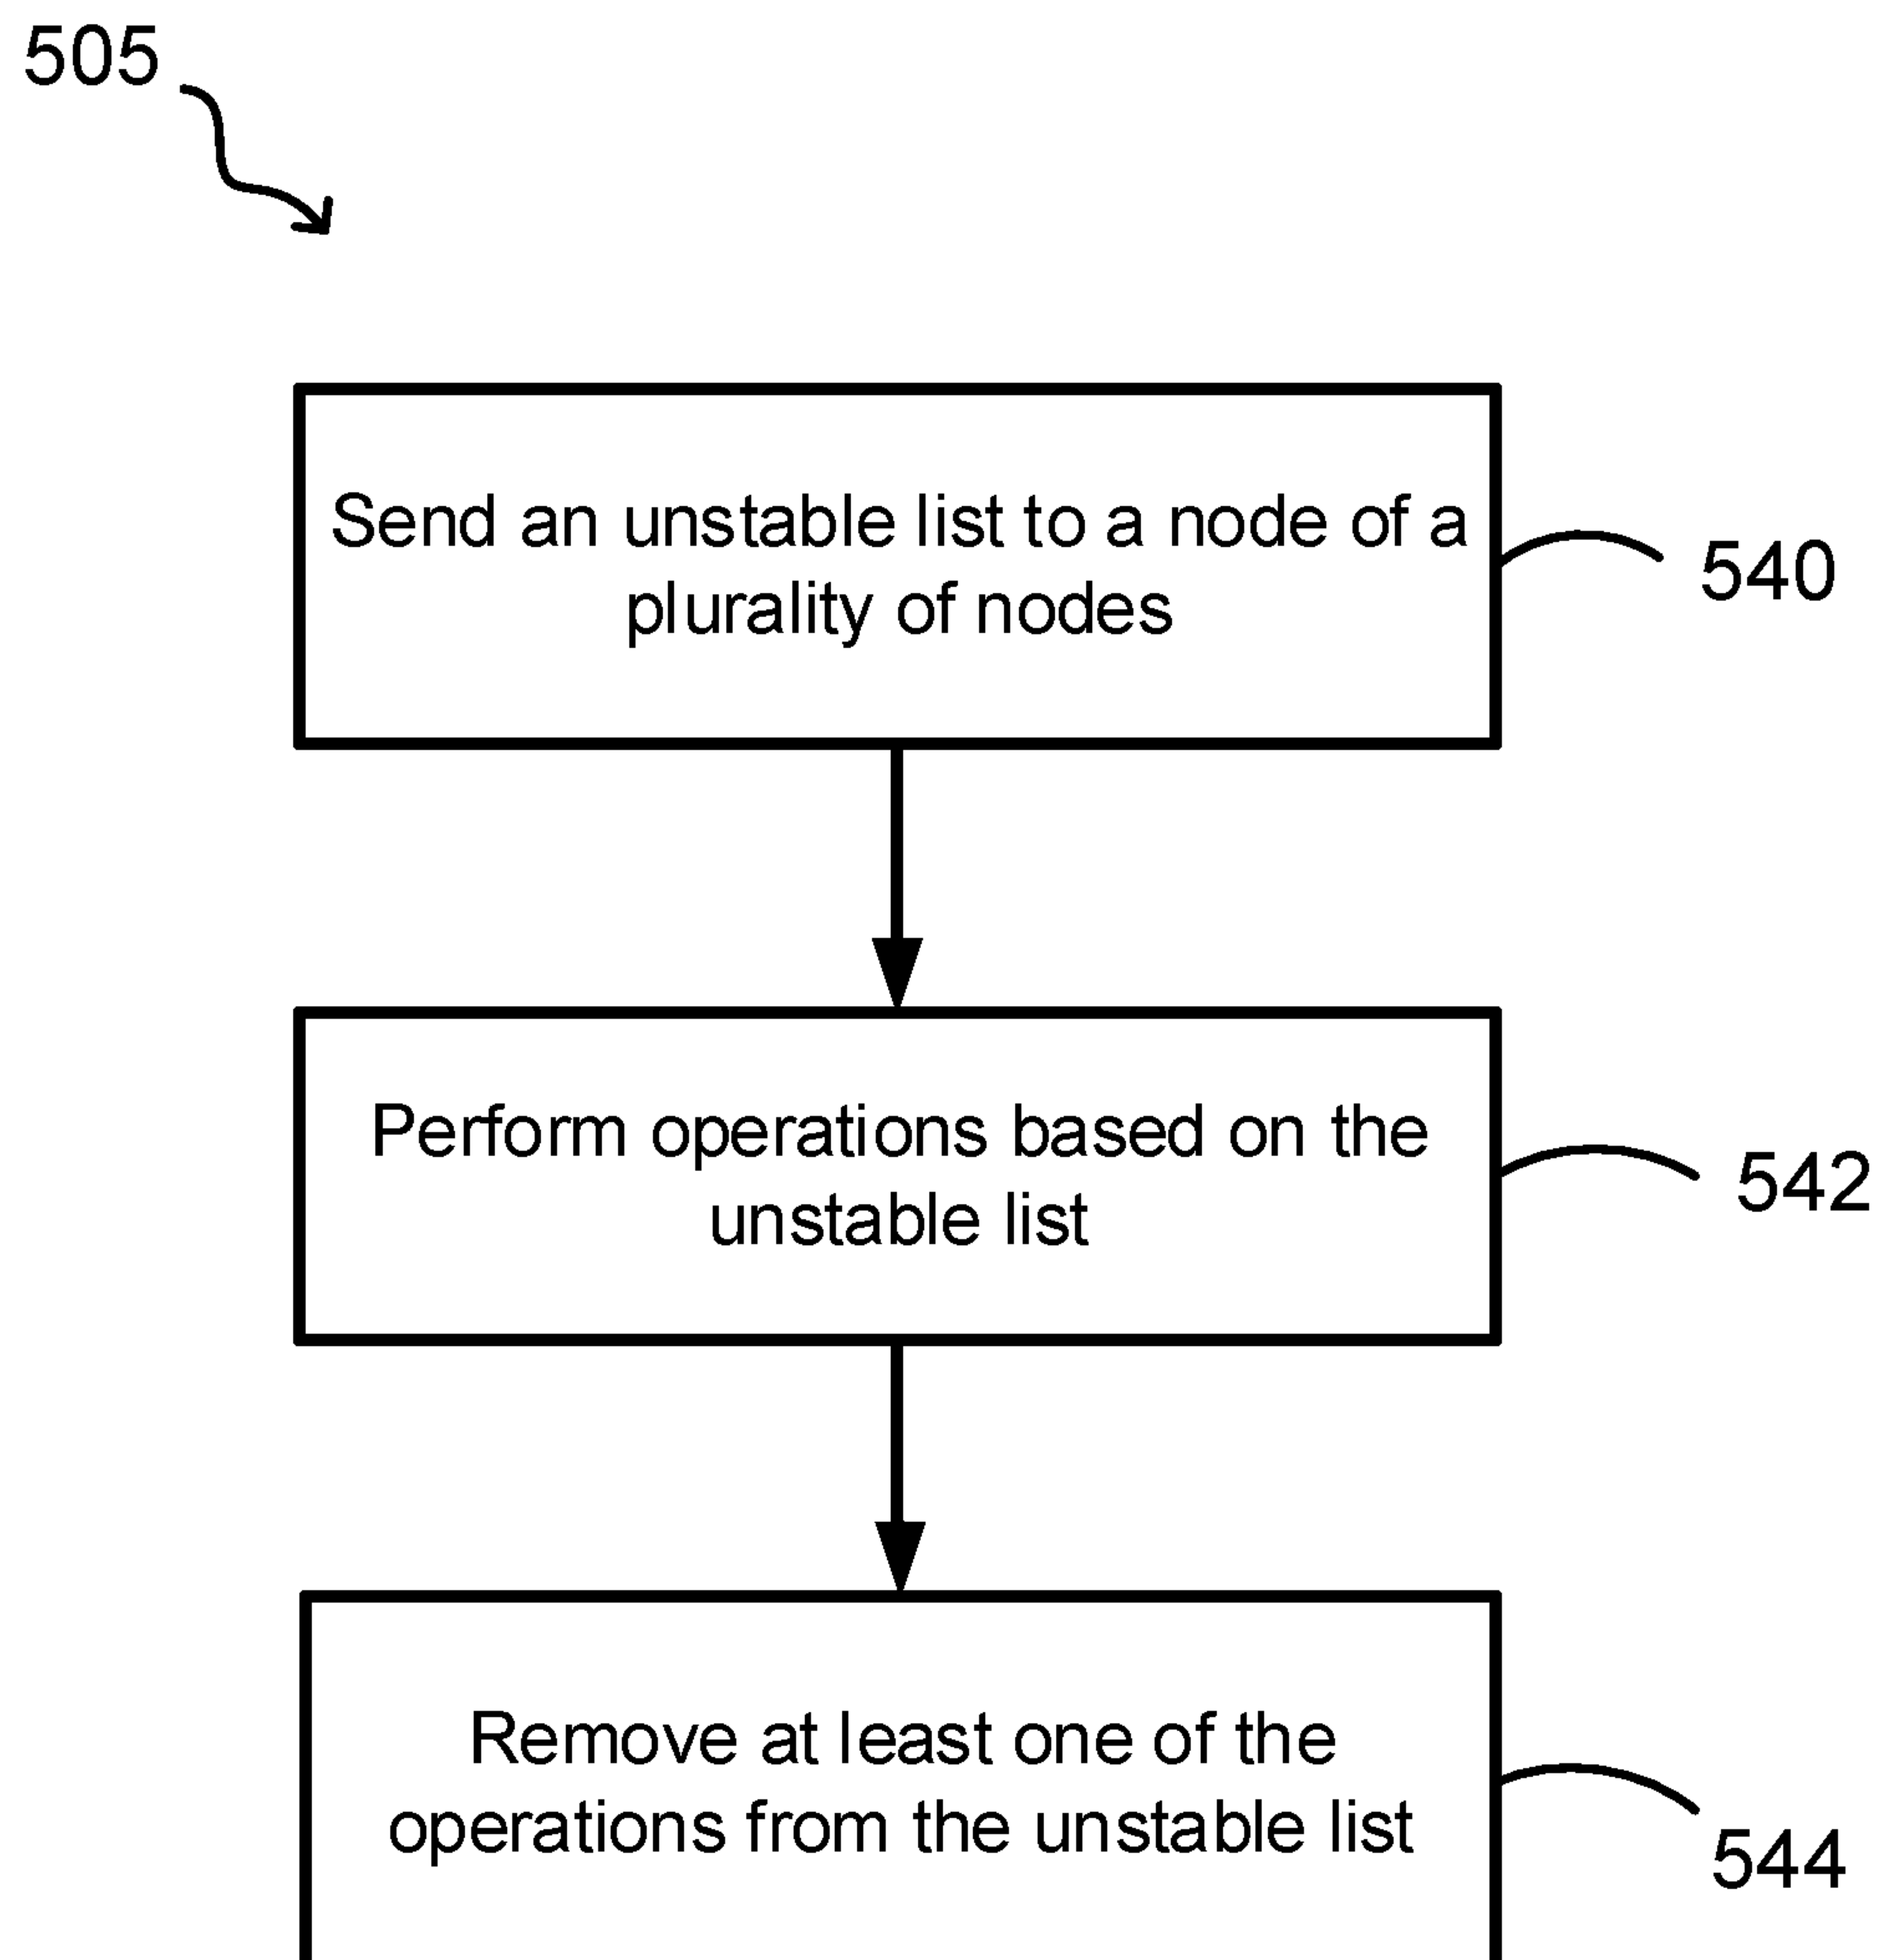 505
Send an unstable list to a node of a
plurality of nodes
540
Perform operations based on the
unstable list
542
Remove at least one of the
operations from the unstable list
544